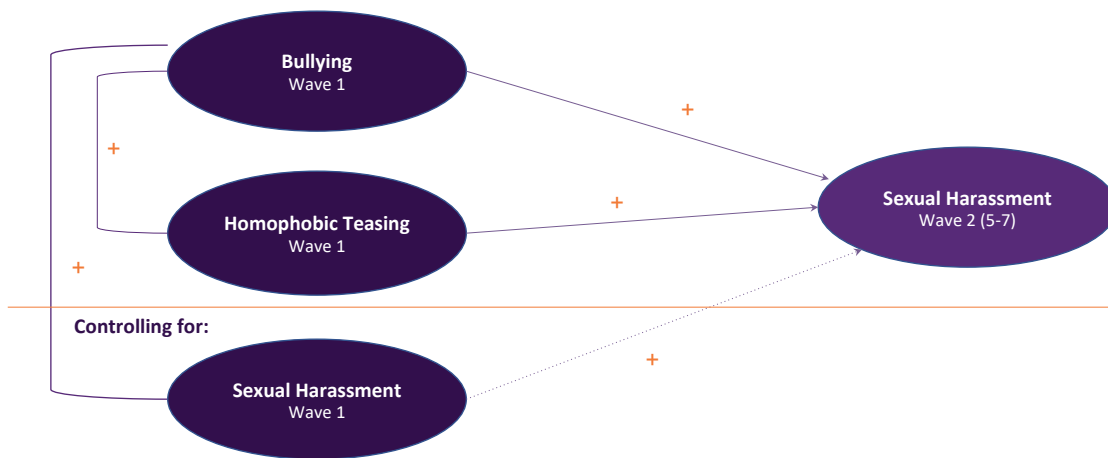 Bullying
Wave 1
+
+
Homophobic Teasing
Wave 1
+
Sexual Harassment
Wave 2 (5-7)
+
Controlling for:
Sexual Harassment
Wave 1
+